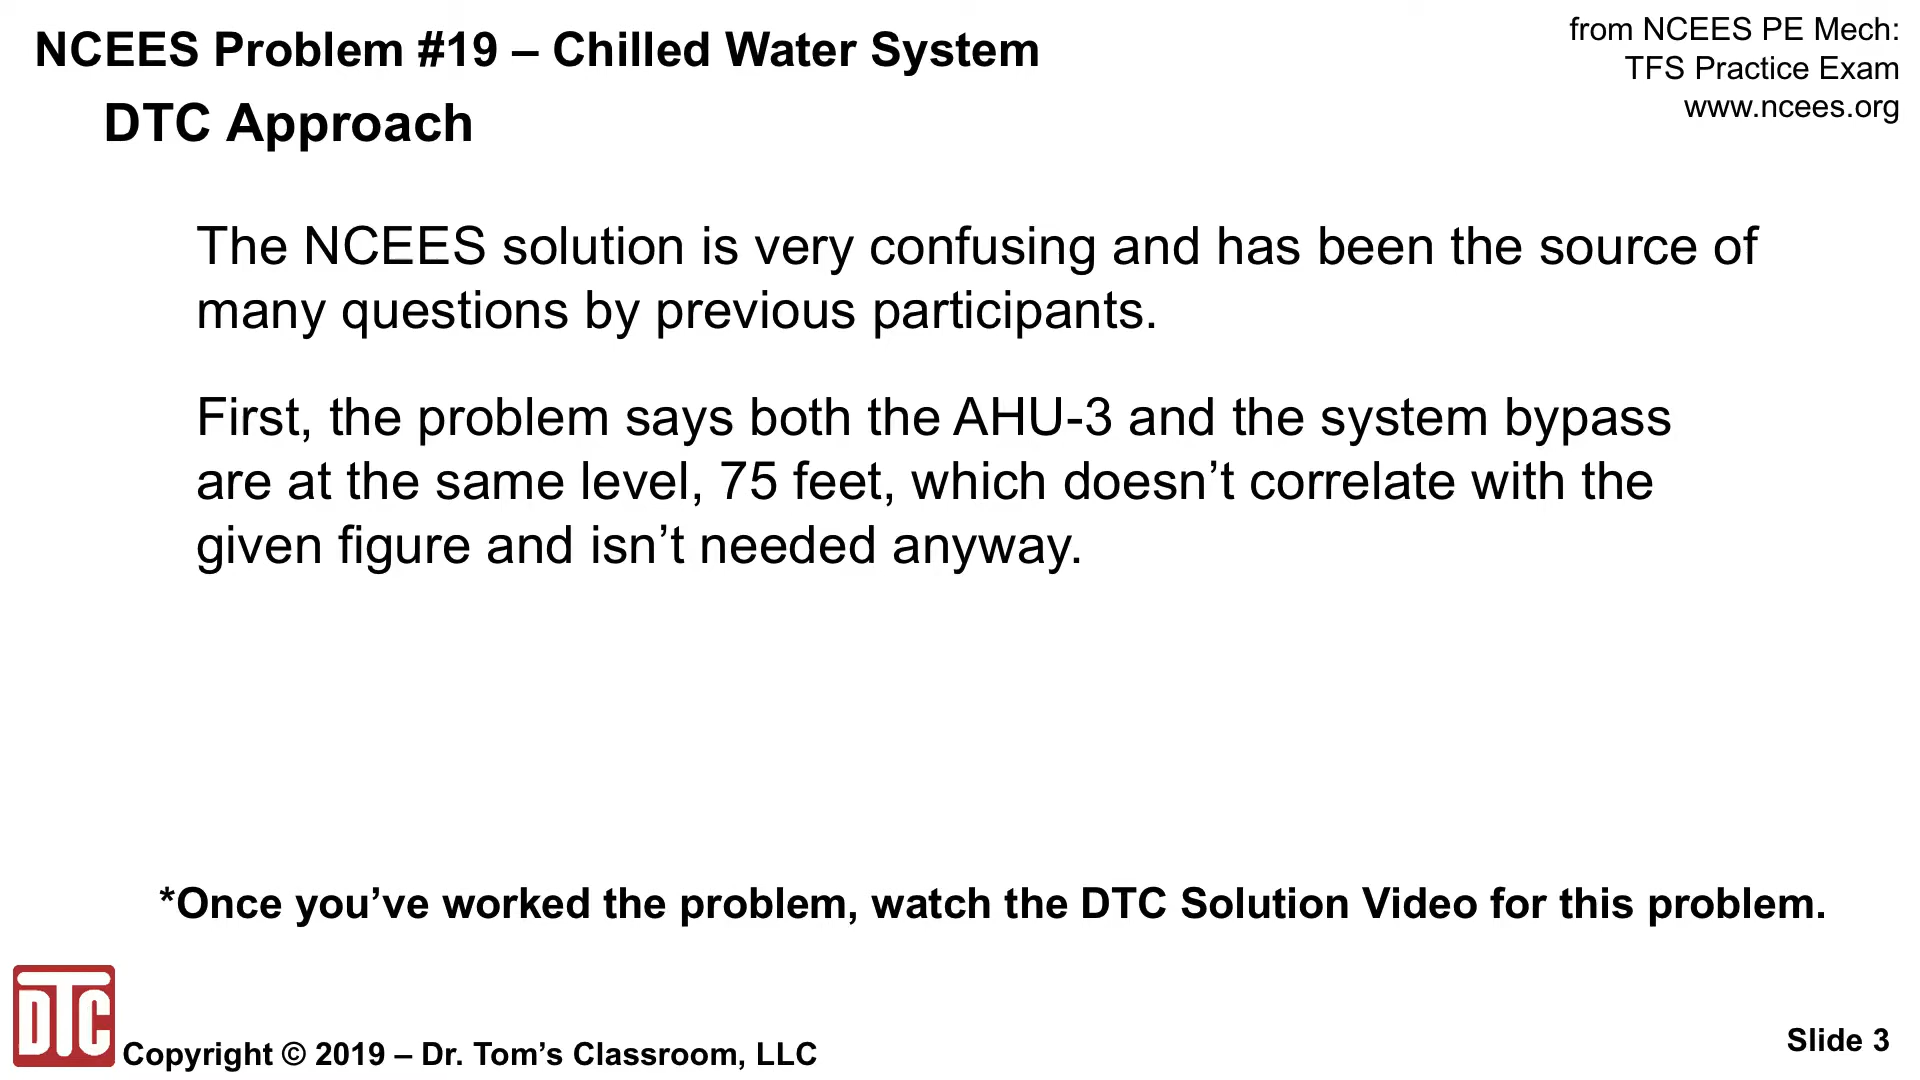 NCEES Problem #19 – Chilled Water System
from NCEES PE Mech:
TFS Practice Exam
www.ncees.org
DTC Approach
The NCEES solution is very confusing and has been the source of
many questions by previous participants.
First, the problem says both the AHU-3 and the system bypass
are at the same level, 75 feet, which doesn’t correlate with the
given figure and isn’t needed anyway.
*Once you’ve worked the problem, watch the DTC Solution Video for this problem.
DTC
Copyright © 2019 – Dr. Tom’s Classroom, LLC
Slide 3